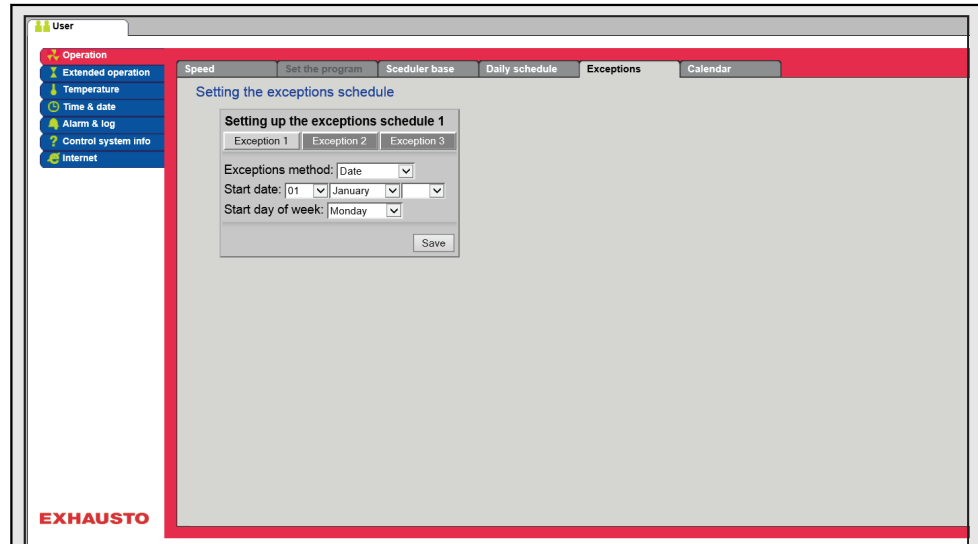 User
Operation
Extended operation
Temperature
Time & date
Alarm & log
Control system info
Internet
Speed Set the program Sceduler base Daily schedule Exceptions Calendar
Setting the exceptions schedule
Setting up the exceptions schedule 1
Exception 1 Exception 2 Exception 3
Exceptions method: Date
Start date: 01 January
Start day of week: Monday
Save
EXHAUSTO